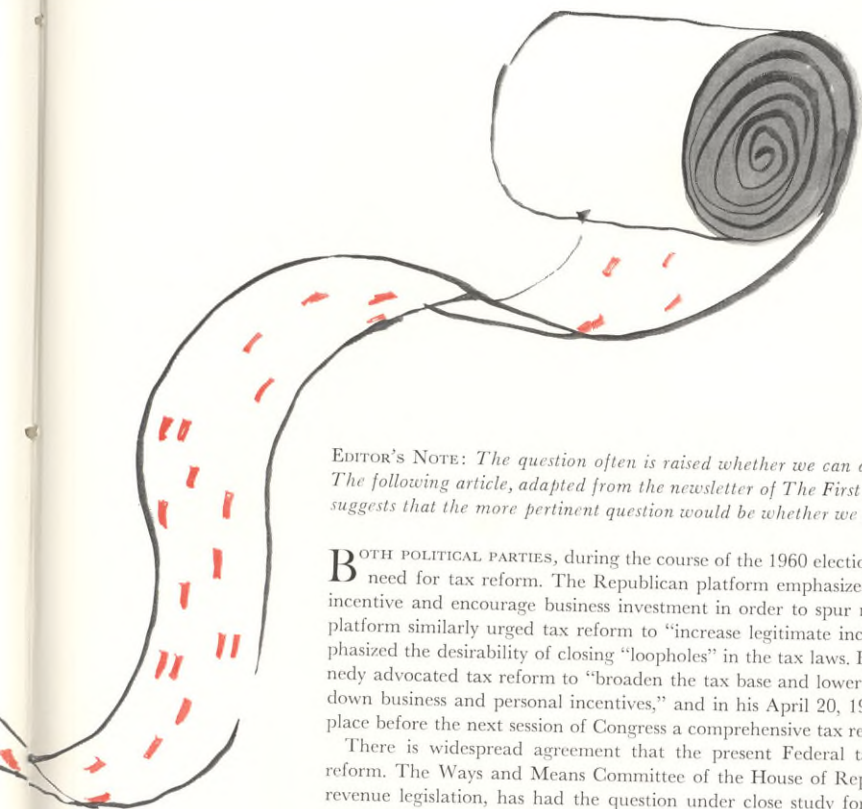 EDITOR'S NOTE: The question often is raised whether we can
The following article, adapted from the newsletter of The First
suggests that the more pertinent question would be whether we
BOTH POLITICAL PARTIES, during the course of the 1960 electio
need for tax reform. The Republican platform emphasize
incentive and encourage business investment in order to spur
platform similarly urged tax reform to "increase legitimate inc
phasized the desirability of closing "loopholes" in the tax laws.
nedy advocated tax reform to "broaden the tax base and lower
down business and personal incentives," and in his April 20, 19
place before the next session of Congress a comprehensive tax re
There is widespread agreement that the present Federal t
reform. The Ways and Means Committee of the House of Rep
revenue legislation, has had the question under close study fo